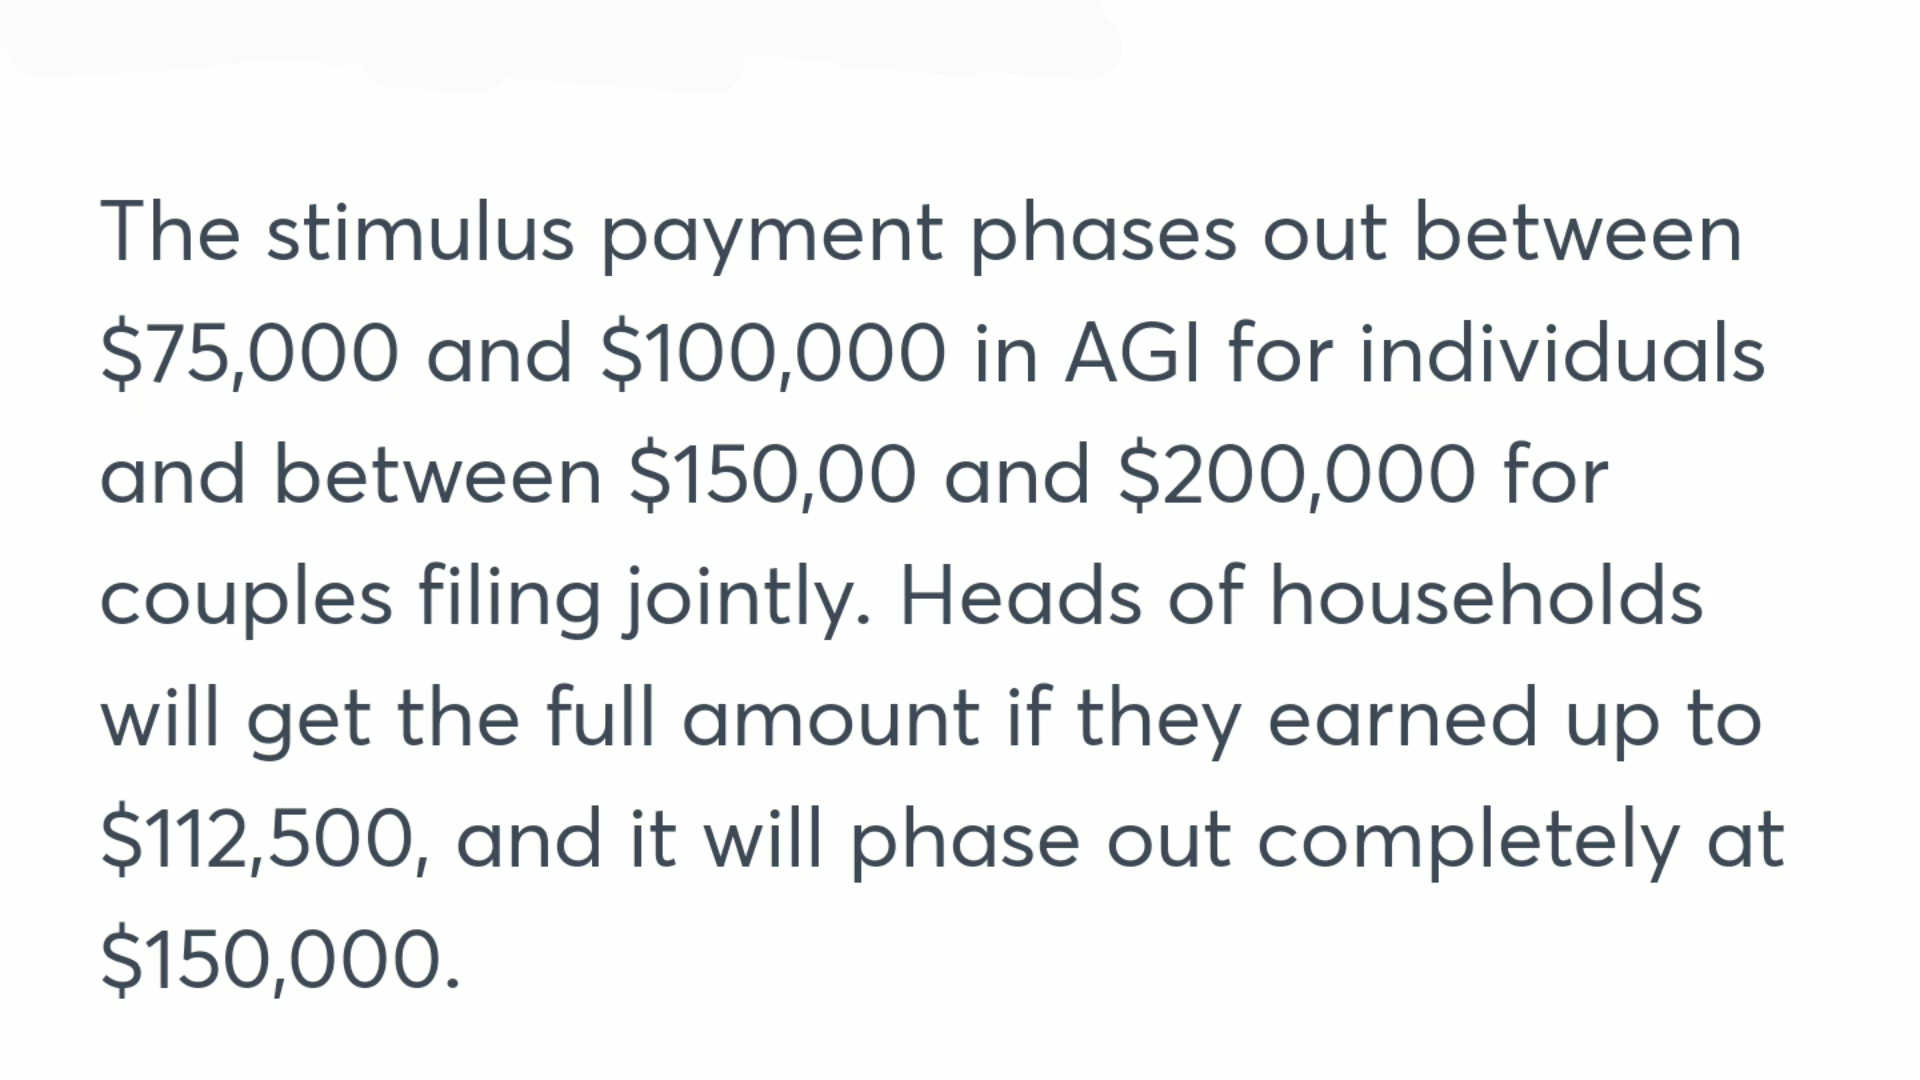 The stimulus payment phases out between
$75,000 and $100,000 in AGI for individuals
and between $150,00 and $200,000 for
couples filing jointly. Heads of households
will get the full amount if they earned up to
$112,500, and it will phase out completely at
$150,000.